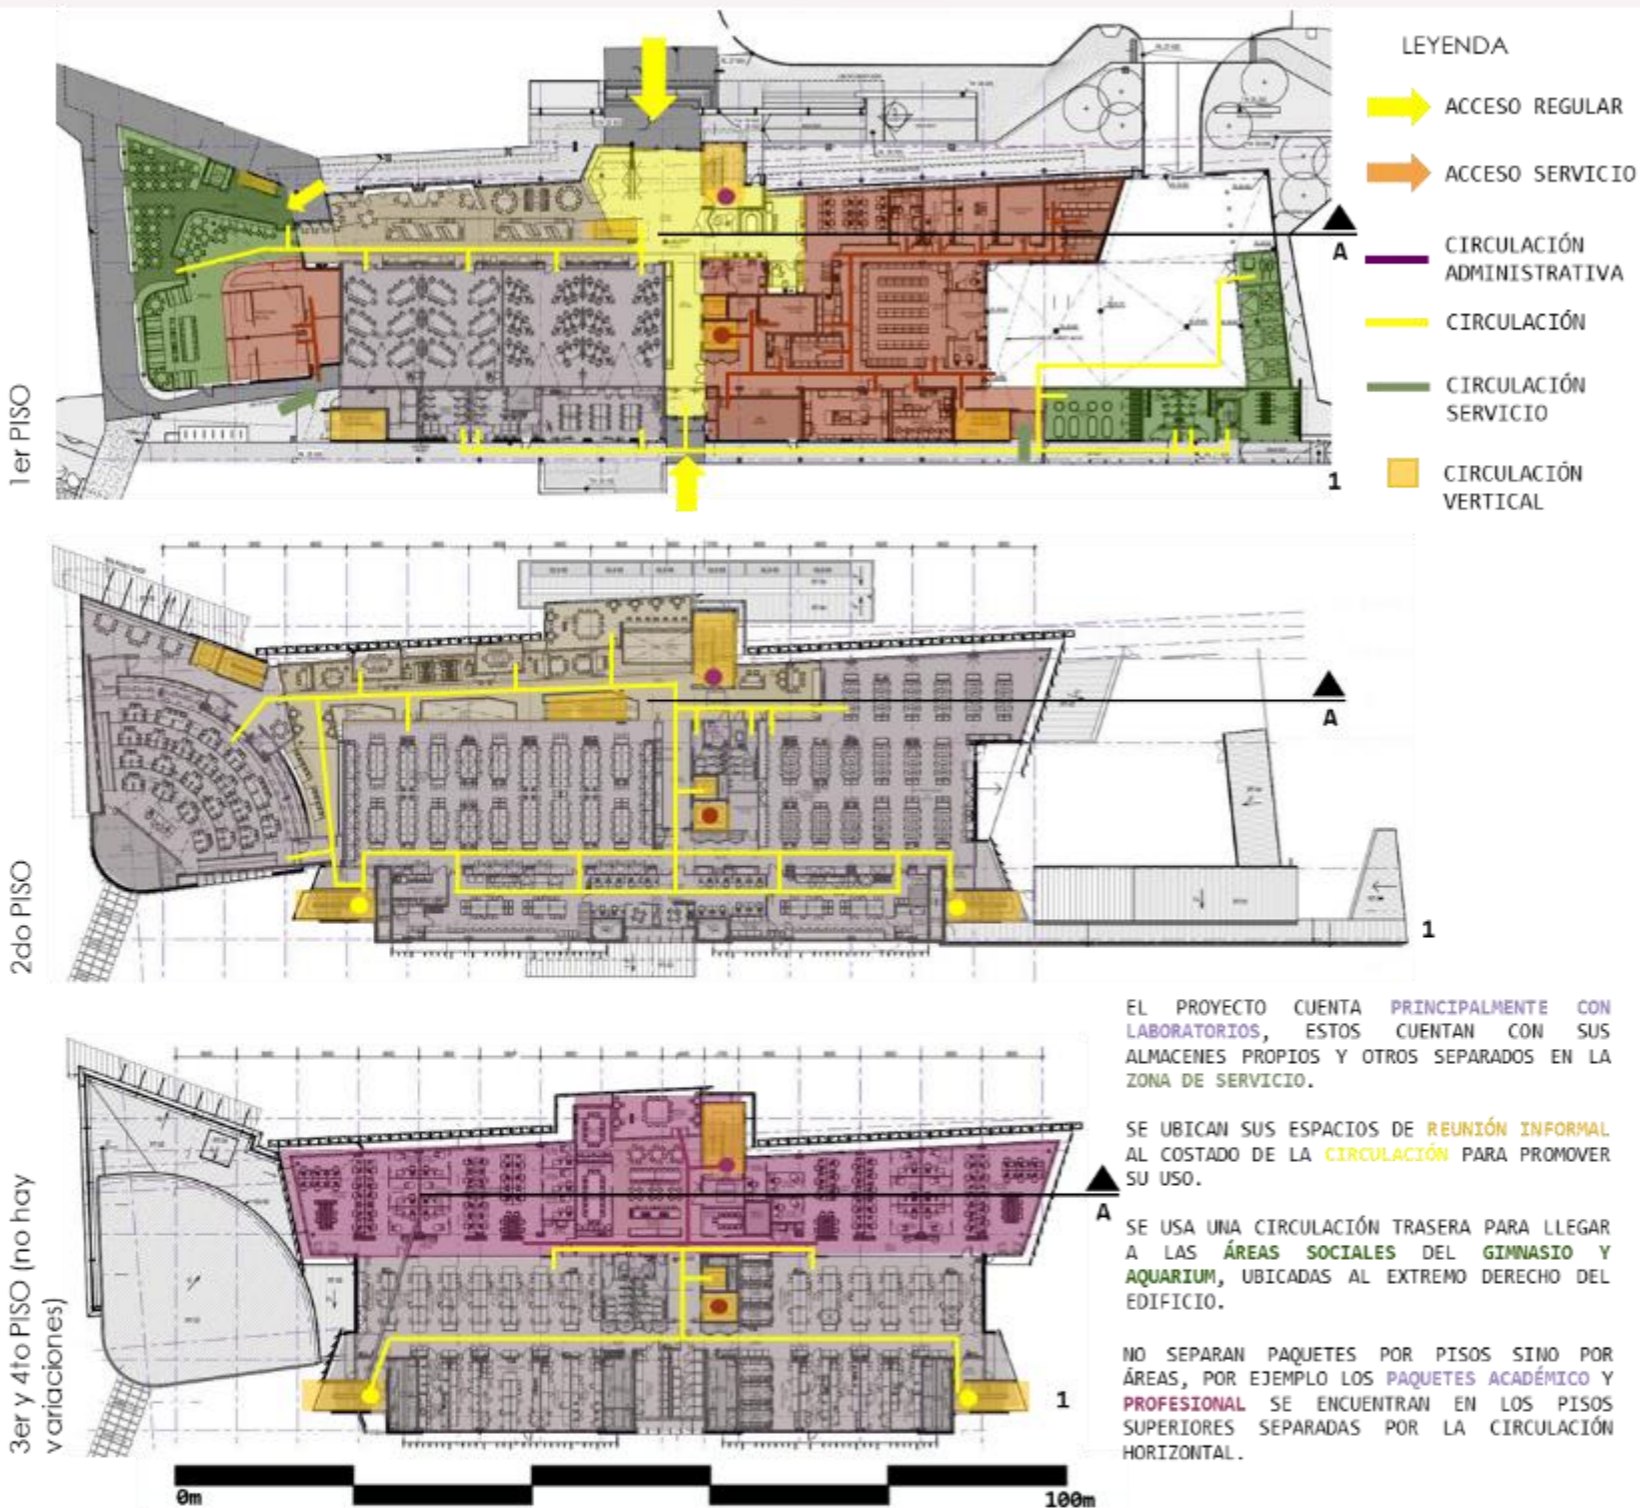 LEYENDA
ACCESO REGULAR
ACCESO SERVICIO
CIRCULACIÓN
ADMINISTRATIVA
CIRCULACIÓN
CIRCULACIÓN
SERVICIO
CIRCULACIÓN
VERTICAL
1er PISO
A
1
2do PISO
A
1
3er y 4to PISO (no hay
variaciones)
A
1
0m
100m
EL PROYECTO CUENTA PRINCIPALMENTE CON
LABORATORIOS, ESTOS CUENTAN CON SUS
ALMACENES PROPIOS Y OTROS SEPARADOS EN LA
ZONA DE SERVICIO.
SE UBICAN SUS ESPACIOS DE REUNIÓN INFORMAL
AL COSTADO DE LA CIRCULACIÓN PARA PROMOVER
SU USO.
SE USA UNA CIRCULACIÓN TRASERA PARA LLEGAR
A LAS ÁREAS SOCIALES DEL GIMNASIO Y
AQUARIUM, UBICADAS AL EXTREMO DERECHO DEL
EDIFICIO.
NO SEPARAN PAQUETES POR PISOS SINO POR
ÁREAS, POR EJEMPLO LOS PAQUETES ACADÉMICO Y
PROFESIONAL SE ENCUENTRAN EN LOS PISOS
SUPERIORES SEPARADAS POR LA CIRCULACIÓN
HORIZONTAL.